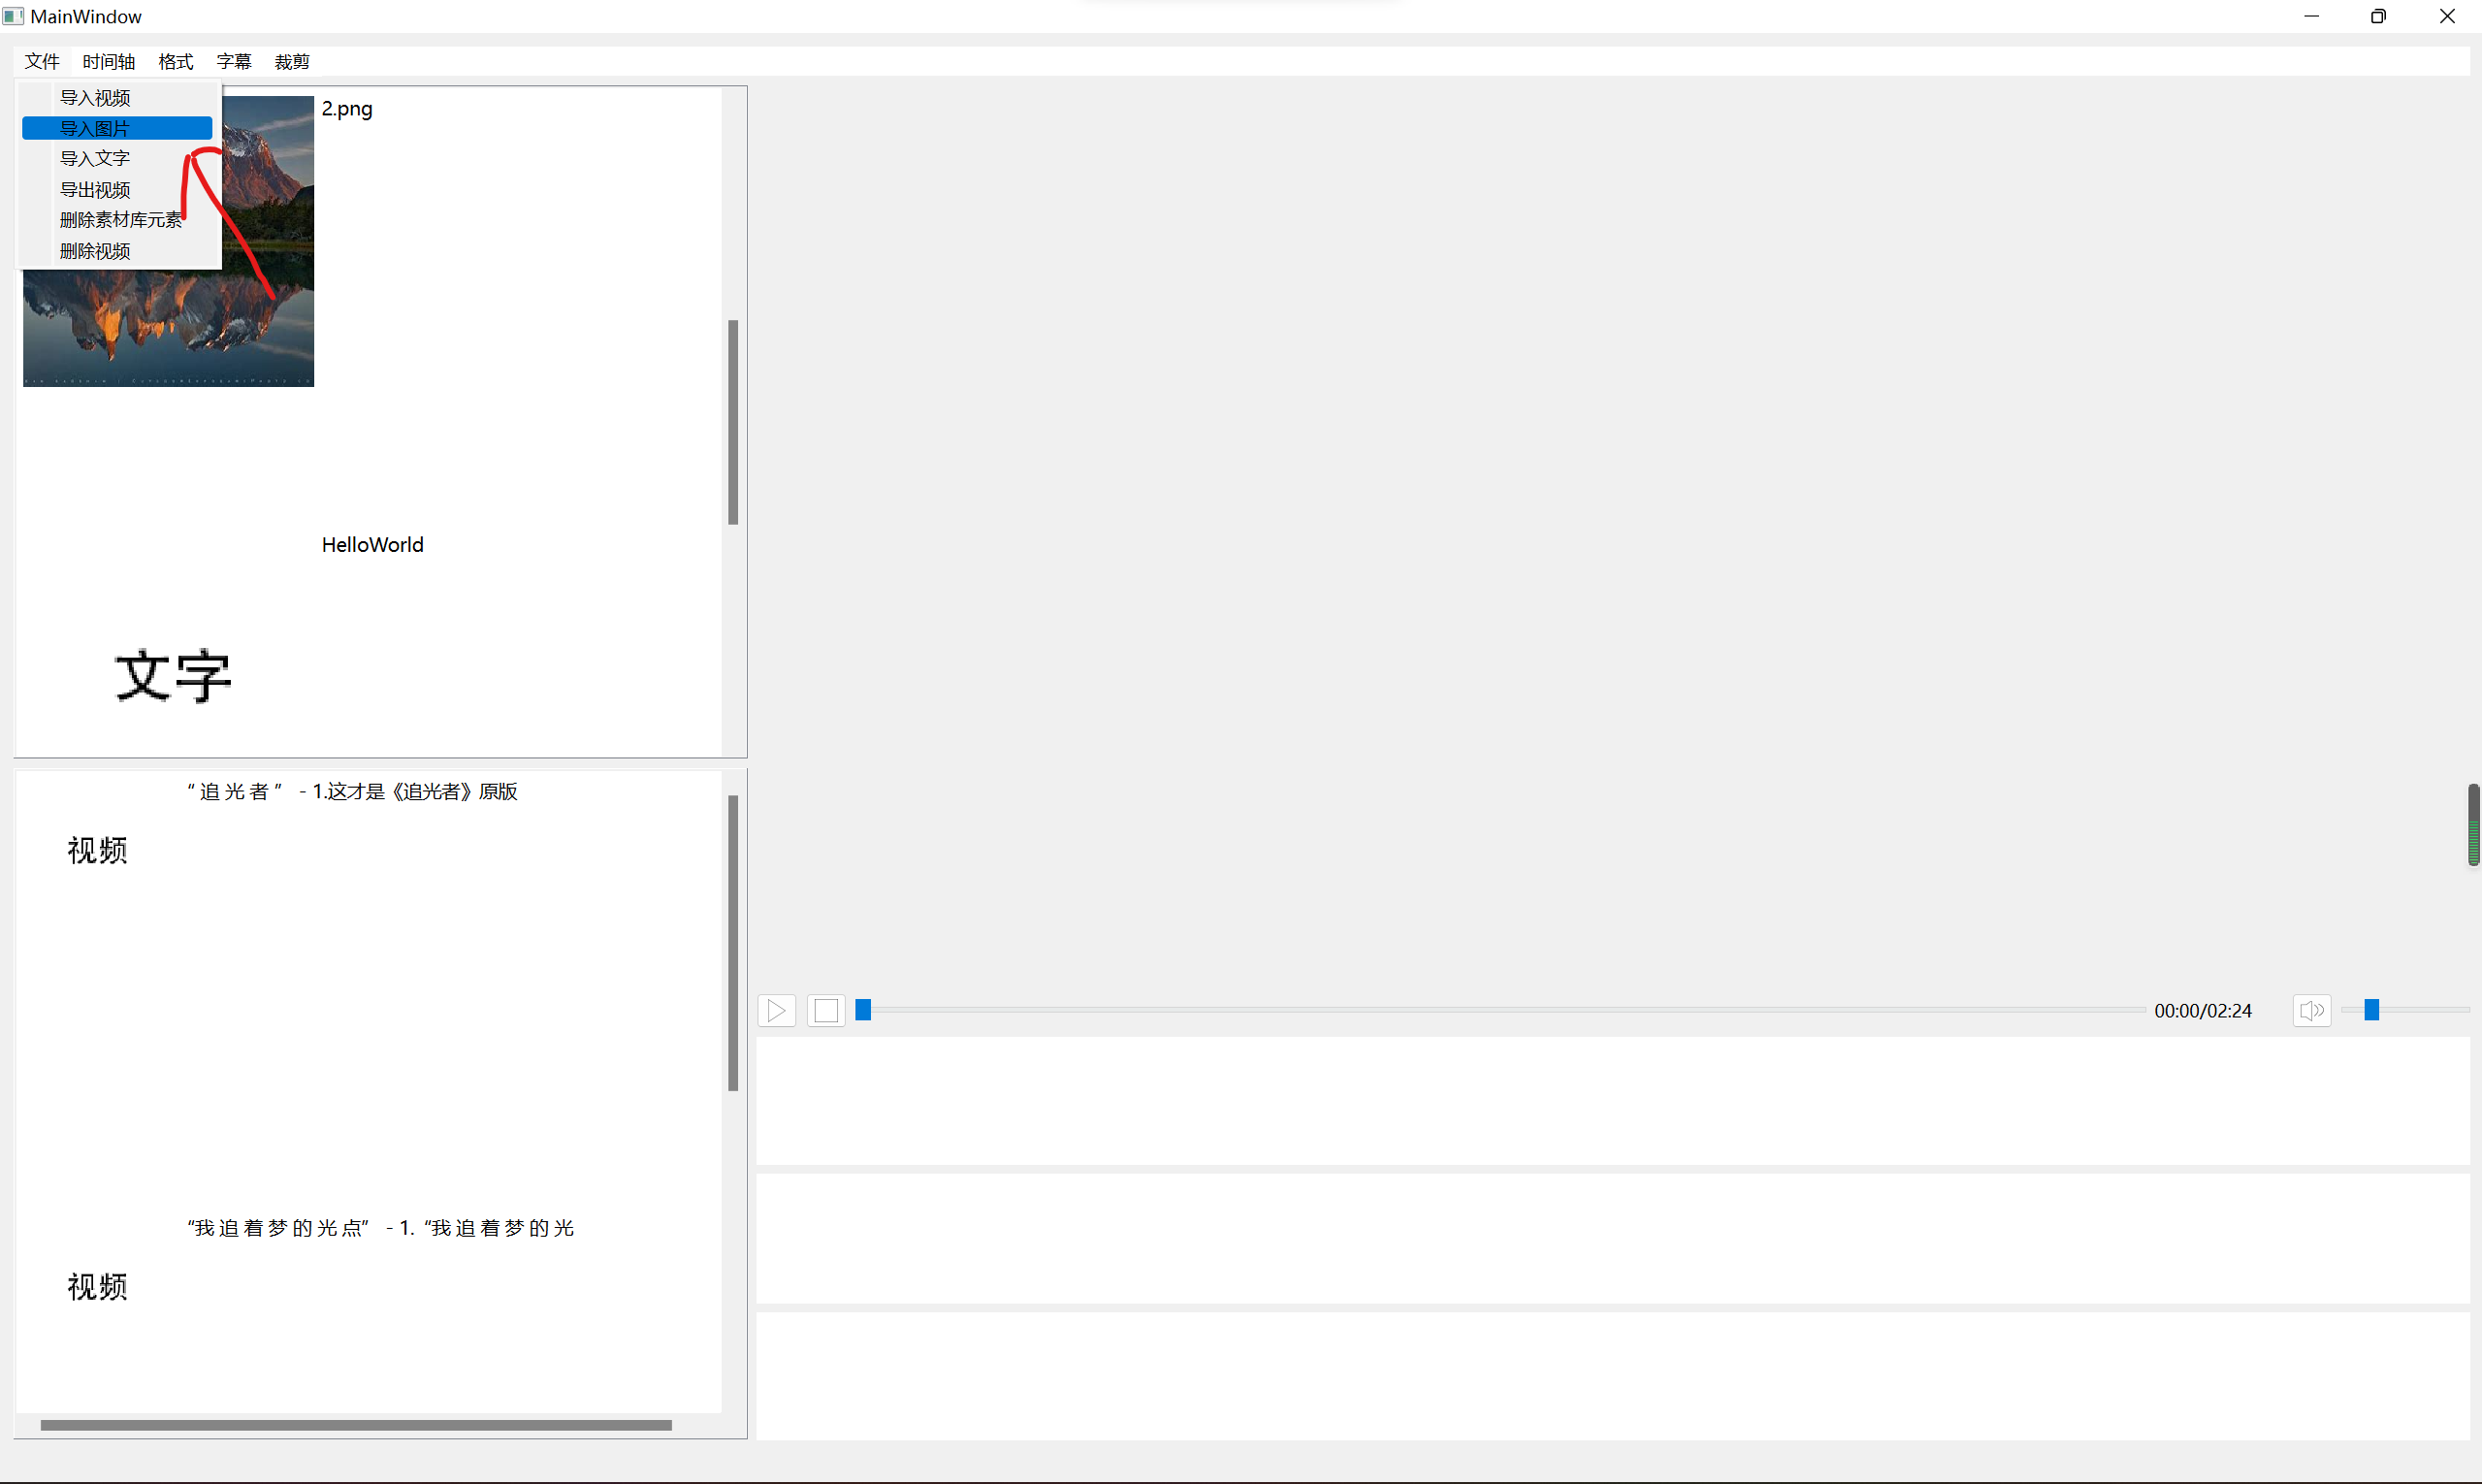 MainWindow
文件 时间轴 格式 字幕 裁剪
导入视频
导入图片
导入文字
导出视频
删除素材库元素
删除视频
2.png
HelloWorld
文字
“ 追 光 者 ” - 1.这才是《追光者》原版
视频
“我 追 着 梦 的 光 点” - 1. “我 追 着 梦 的 光
视频
00:00/02:24